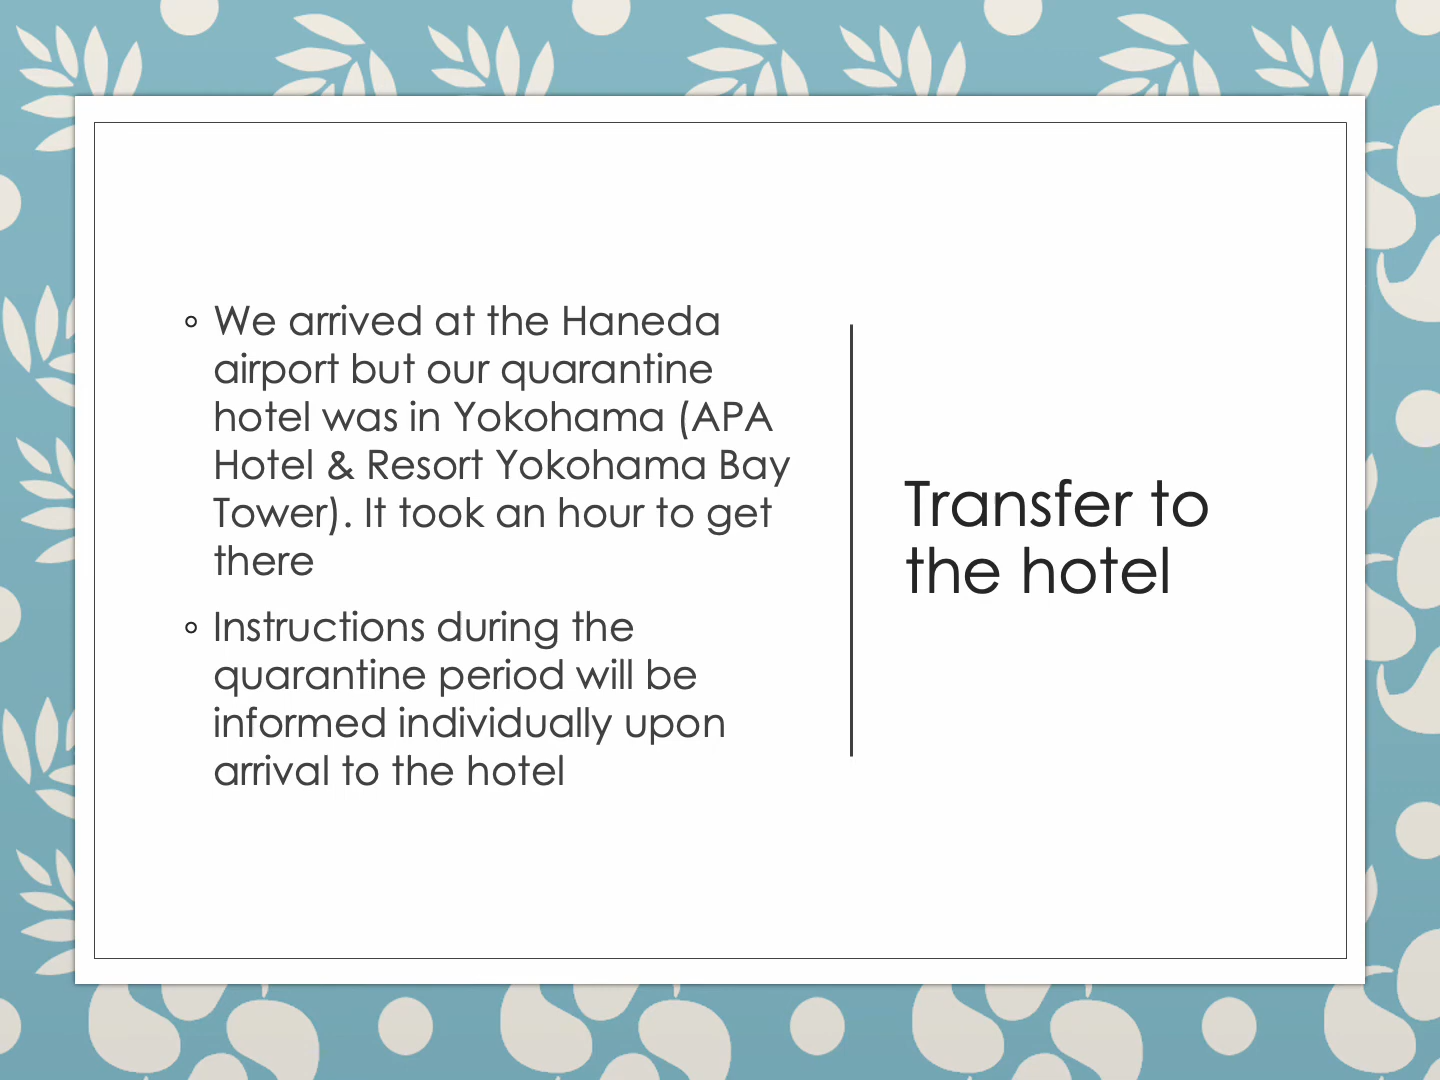 ◦ We arrived at the Haneda
airport but our quarantine
hotel was in Yokohama (APA
Hotel & Resort Yokohama Bay
Tower). It took an hour to get
there
◦ Instructions during the
quarantine period will be
informed individually upon
arrival to the hotel
Transfer to
the hotel